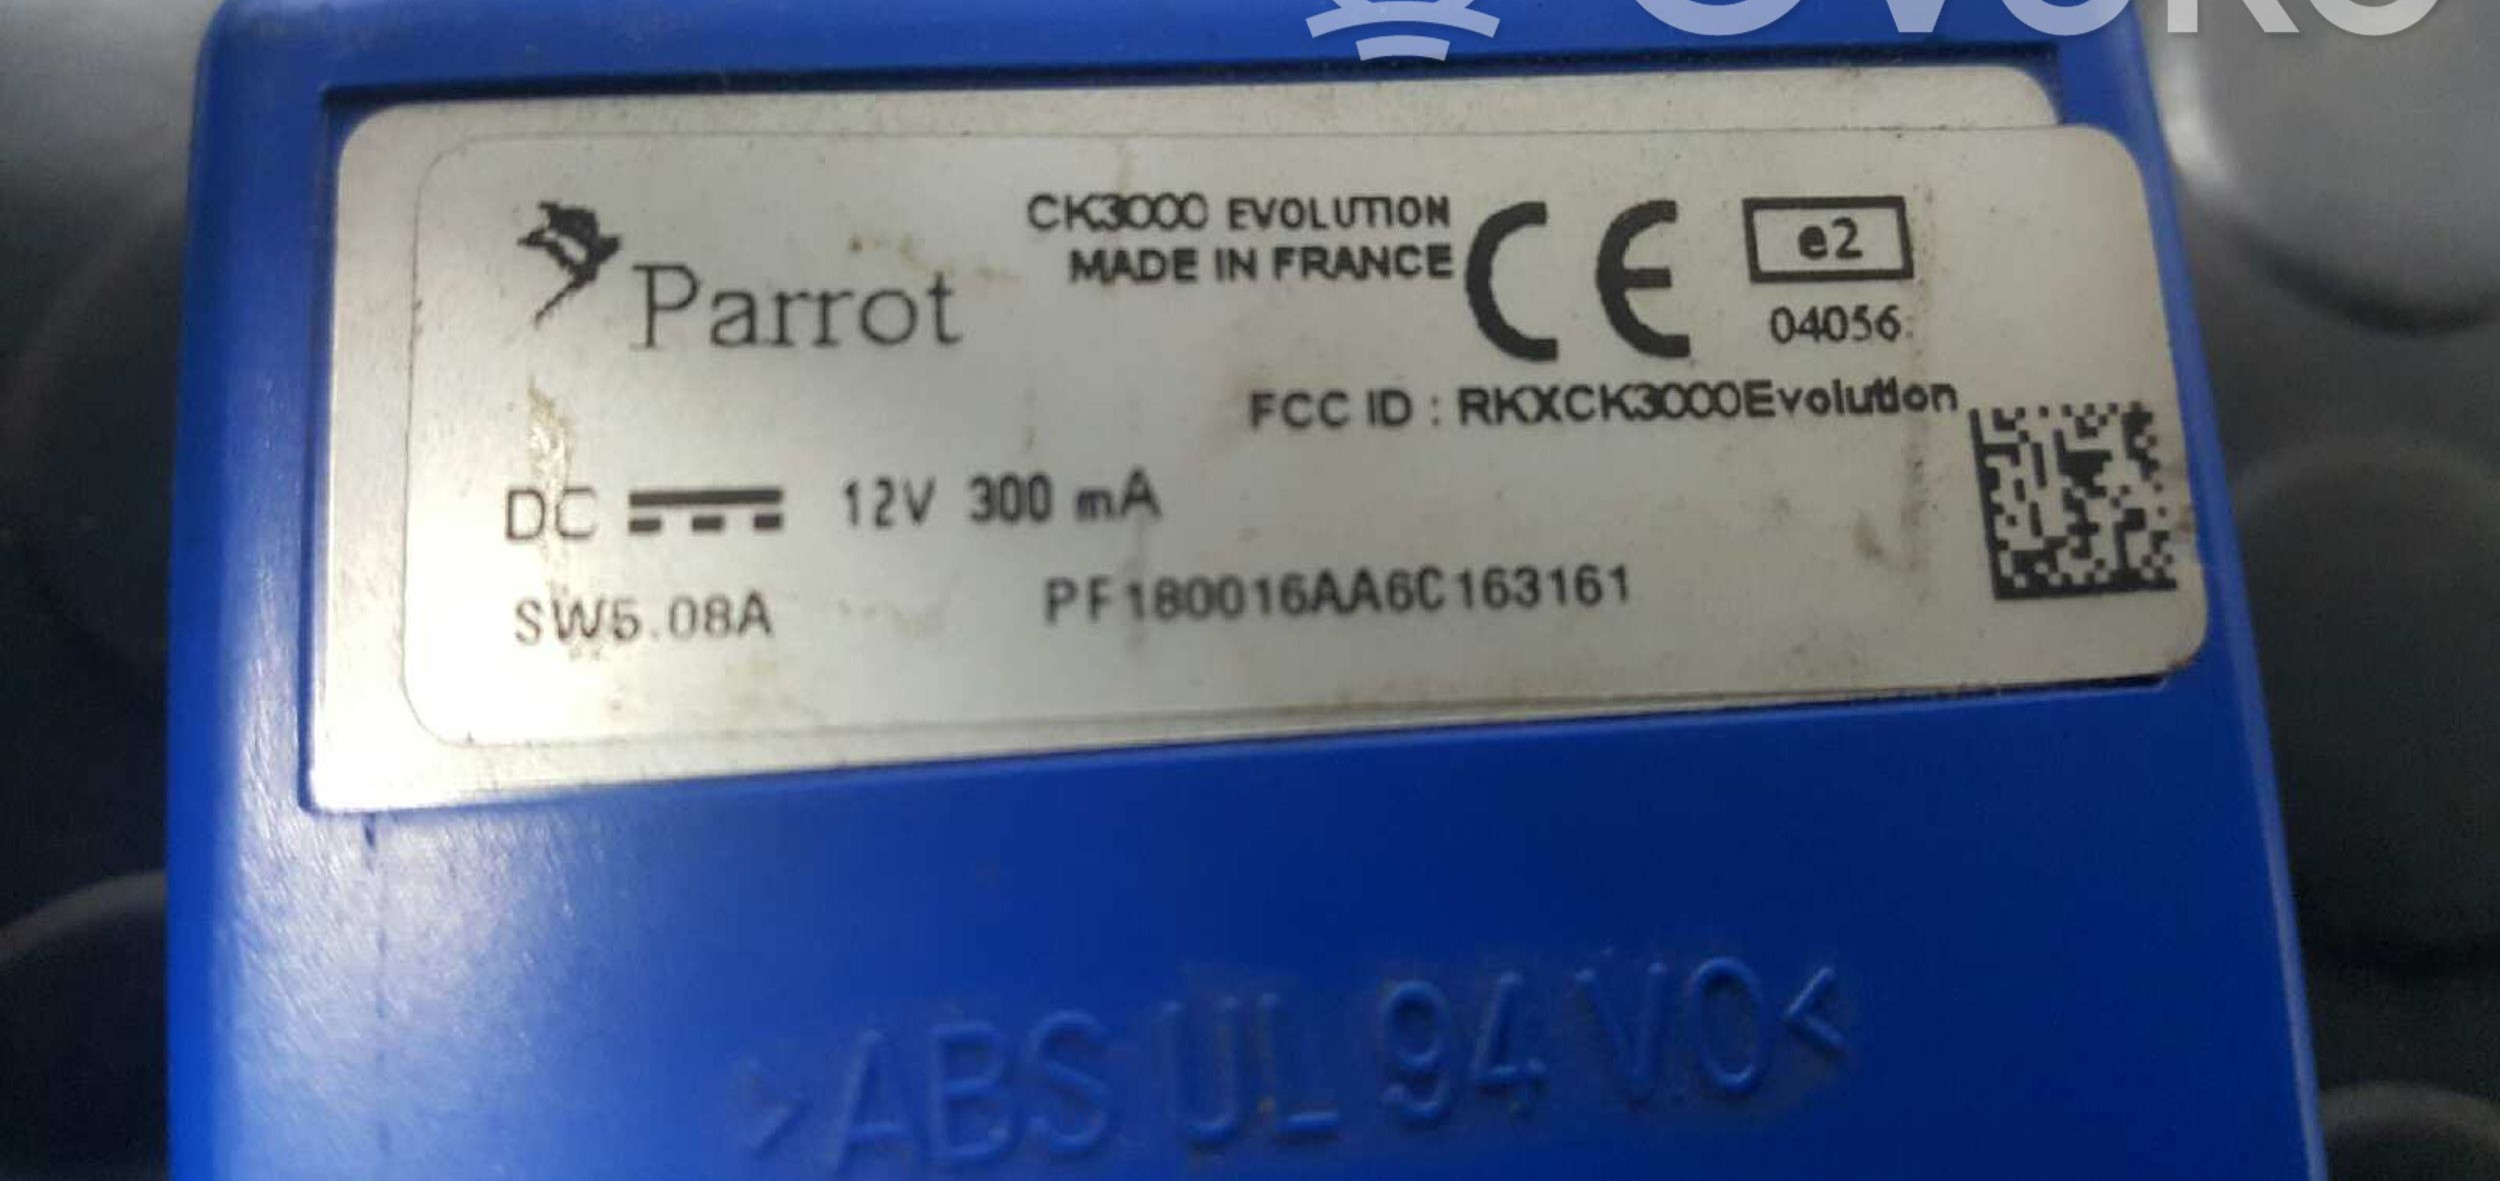 Parrot
CK3000 EVOLUTION
MADE IN FRANCE
CE
e2
04056
FCC ID : RKXCK3000Evolution
DC 12V 300 mA
SW5.08A
PF180016AA6C163161
>ABS UL 94 V0<